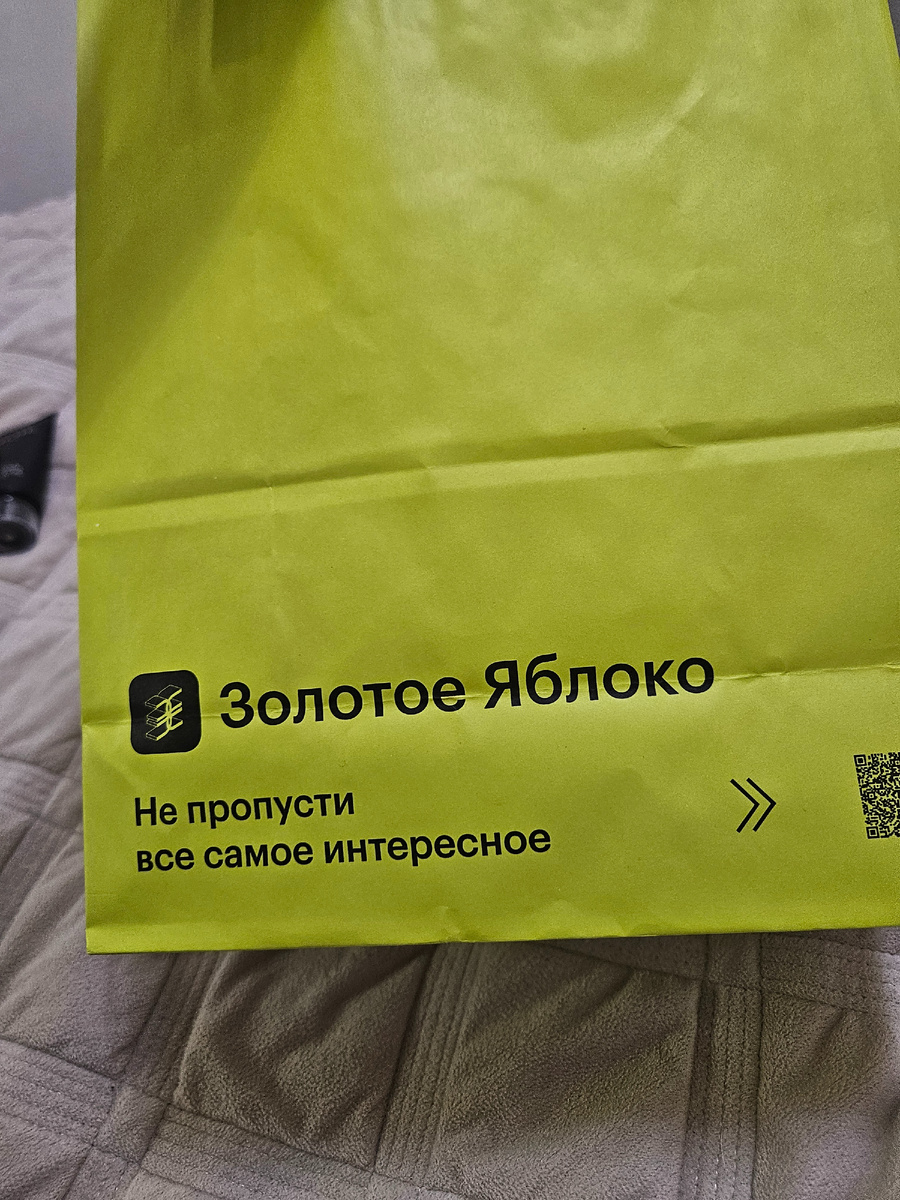 Золотое Яблоко
Не пропусти
все самое интересное